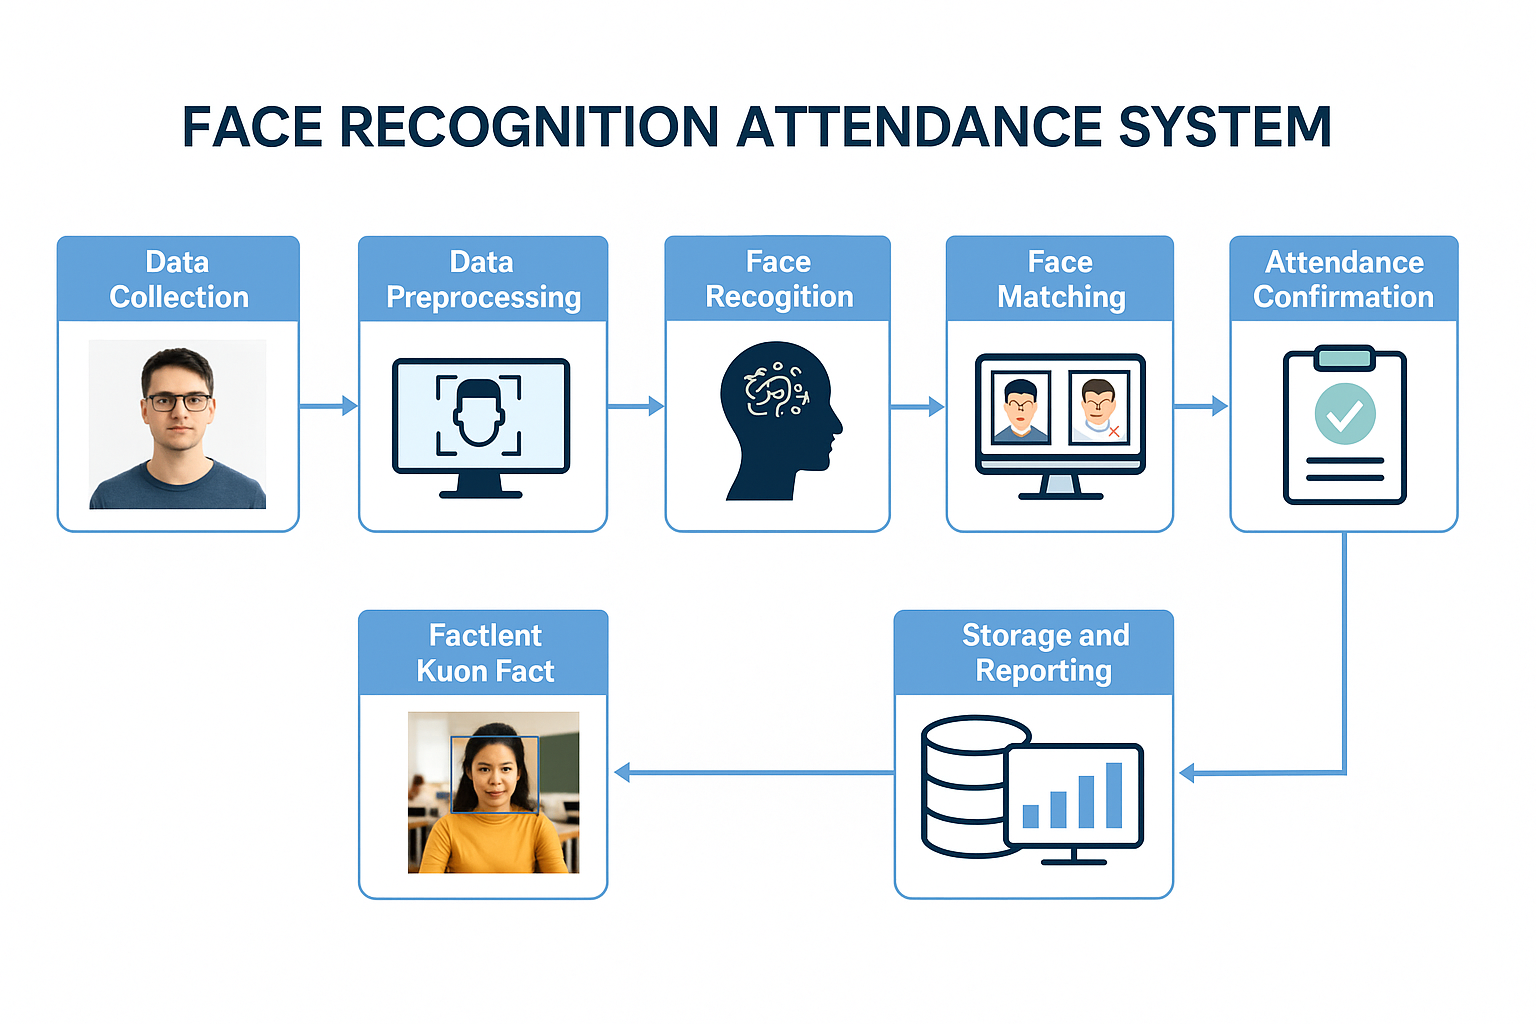 FACE RECOGNITION ATTENDANCE SYSTEM
Data
Collection
Data
Preprocessing
Face
Recogition
Face
Matching
Attendance
Confirmation
Factlent
Kuon Fact
Storage and
Reporting